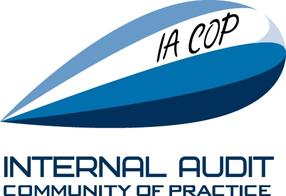 IA COP
INTERNAL AUDIT
COMMUNITY OF PRACTICE